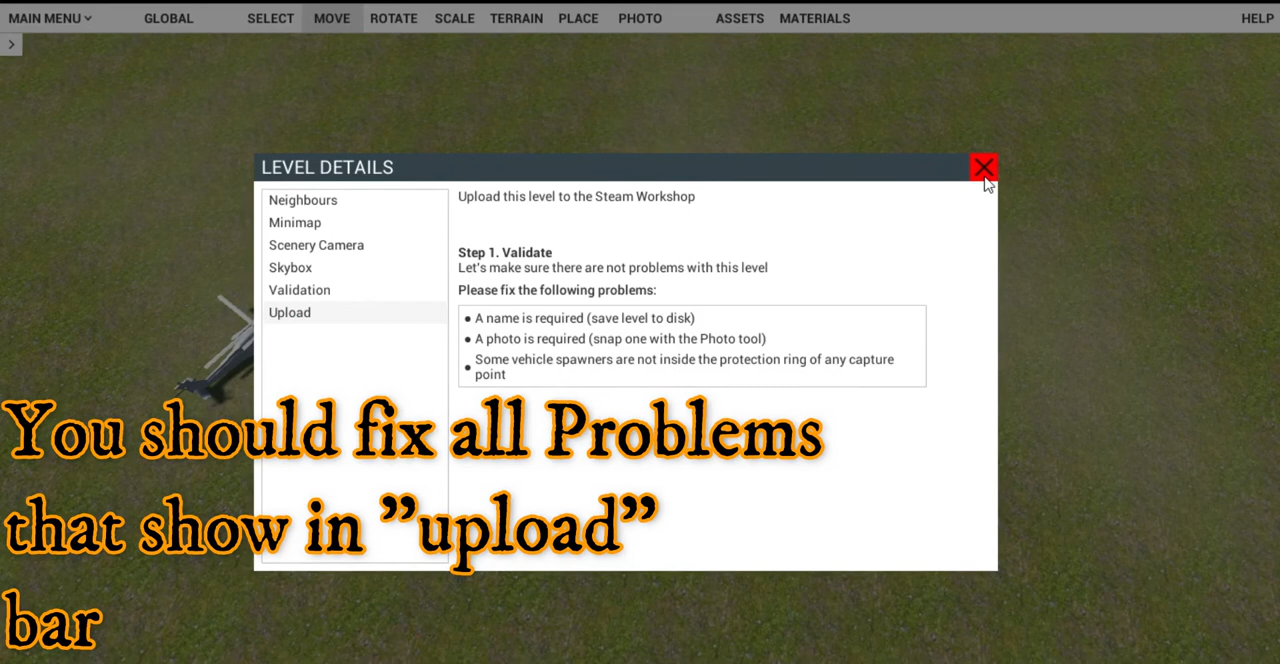 MAIN MENU GLOBAL SELECT MOVE ROTATE SCALE TERRAIN PLACE PHOTO ASSETS MATERIALS HELP
LEVEL DETAILS
Neighbours
Minimap
Scenery Camera
Skybox
Validation
Upload
Upload this level to the Steam Workshop
Step 1. Validate
Let's make sure there are not problems with this level
Please fix the following problems:
● A name is required (save level to disk)
● A photo is required (snap one with the Photo tool)
● Some vehicle spawners are not inside the protection ring of any capture
point
You should fix all Problems
that show in ”upload”
bar